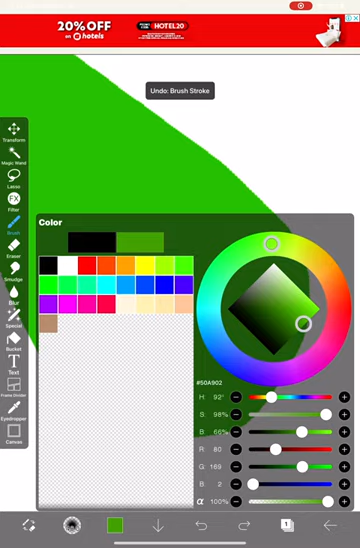 20% OFF
on hotels
HOTEL20
Undo: Brush Stroke
Transform
Magic Wand
Lasso
FX
Filter
Brush
Eraser
Smudge
Blur
Special
Bucket
T
Text
Frame Divider
Eyedropper
Canvas
Color
#50A902
H: 92°
S: 98%
B: 66%
R: 80
G: 169
B: 2
α 100%
1